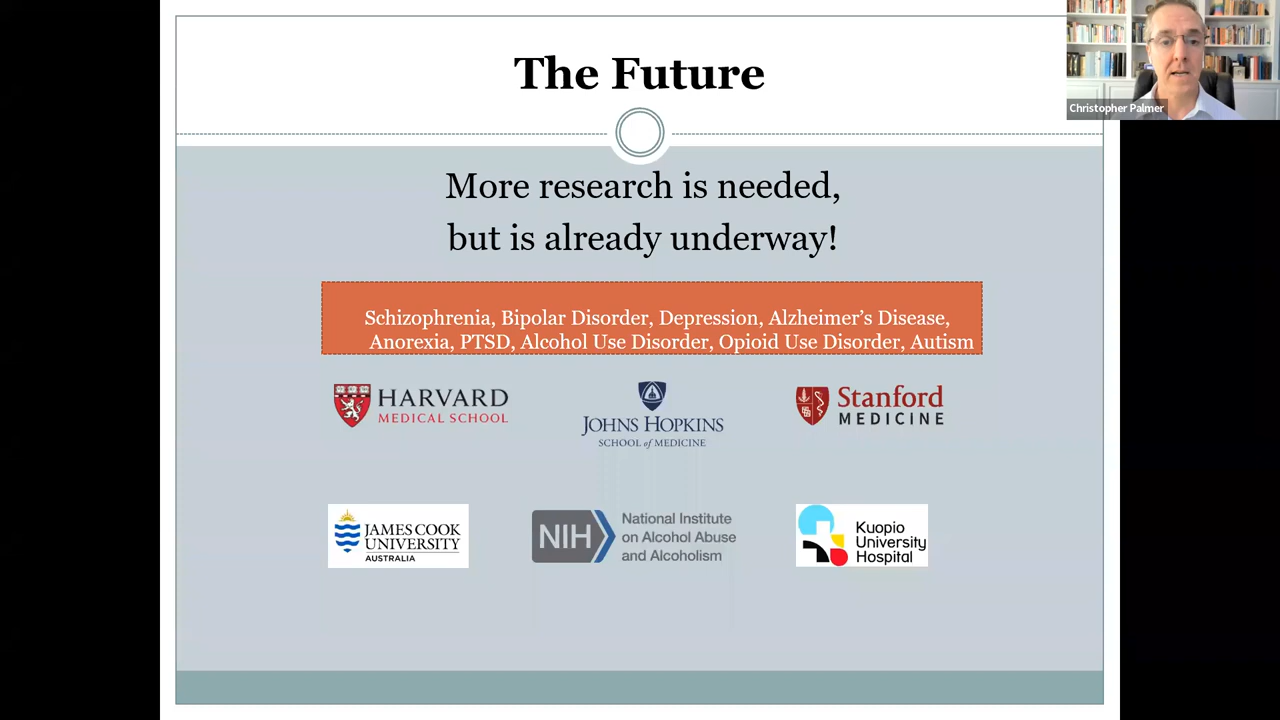 The Future
Christopher Palmer
More research is needed,
but is already underway!
Schizophrenia, Bipolar Disorder, Depression, Alzheimer's Disease,
Anorexia, PTSD, Alcohol Use Disorder, Opioid Use Disorder, Autism
HARVARD
MEDICAL SCHOOL
JOHNS HOPKINS
SCHOOL of MEDICINE
Stanford
MEDICINE
JAMES COOK
UNIVERSITY
AUSTRALIA
NIH
National Institute
on Alcohol Abuse
and Alcoholism
Kuopio
University
Hospital